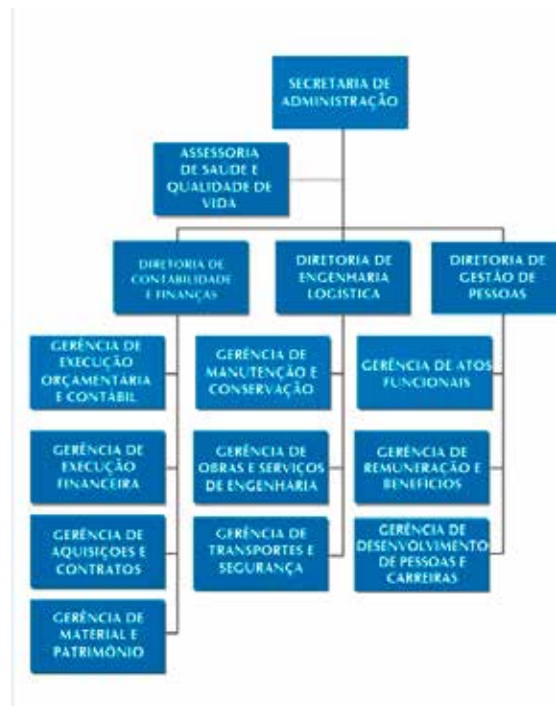 SECRETARIA DE
ADMINISTRAÇÃO
ASSESSORIA
DE SAÚDE E
QUALIDADE DE
VIDA
DIRETORIA DE
CONTABILIDADE
E FINANÇAS
DIRETORIA DE
ENGENHARIA
LOGÍSTICA
DIRETORIA DE
GESTÃO DE
PESSOAS
GERÊNCIA DE
EXECUÇÃO
ORÇAMENTÁRIA
E CONTÁBIL
GERÊNCIA DE
MANUTENÇÃO E
CONSERVAÇÃO
GERÊNCIA DE ATOS
FUNCIONAIS
GERÊNCIA DE
EXECUÇÃO
FINANCEIRA
GERÊNCIA DE
OBRAS E SERVIÇOS
DE ENGENHARIA
GERÊNCIA DE
REMUNERAÇÃO E
BENEFÍCIOS
GERÊNCIA DE
AQUISIÇÕES E
CONTRATOS
GERÊNCIA DE
TRANSPORTES E
SEGURANÇA
GERÊNCIA DE
DESENVOLVIMENTO
DE PESSOAS E
CARREIRAS
GERÊNCIA DE
MATERIAL E
PATRIMÔNIO